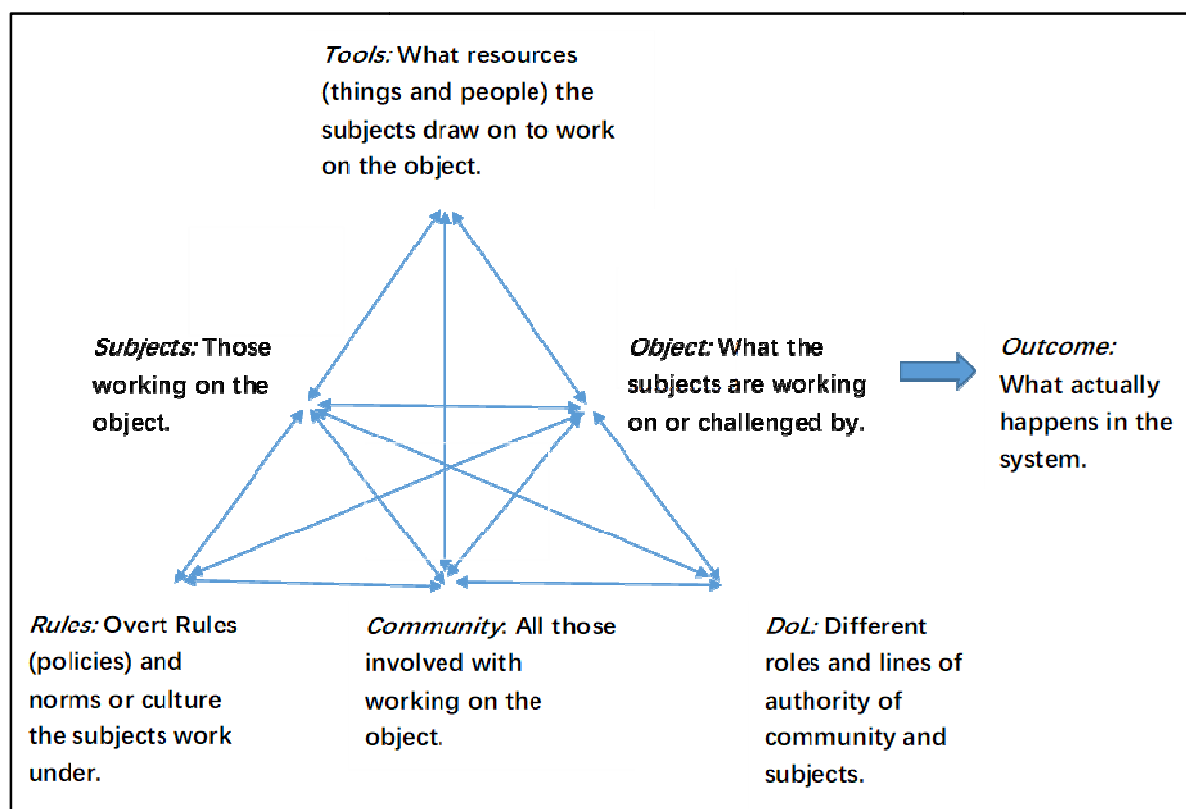 Tools: What resources
(things and people) the
subjects draw on to work
on the object.
Subjects: Those
working on the
object.
Object: What the
subjects are working
on or challenged by.
Outcome:
What actually
happens in the
system.
Rules: Overt Rules
(policies) and
norms or culture
the subjects work
under.
Community: All those
involved with
working on the
object.
DoL: Different
roles and lines of
authority of
community and
subjects.